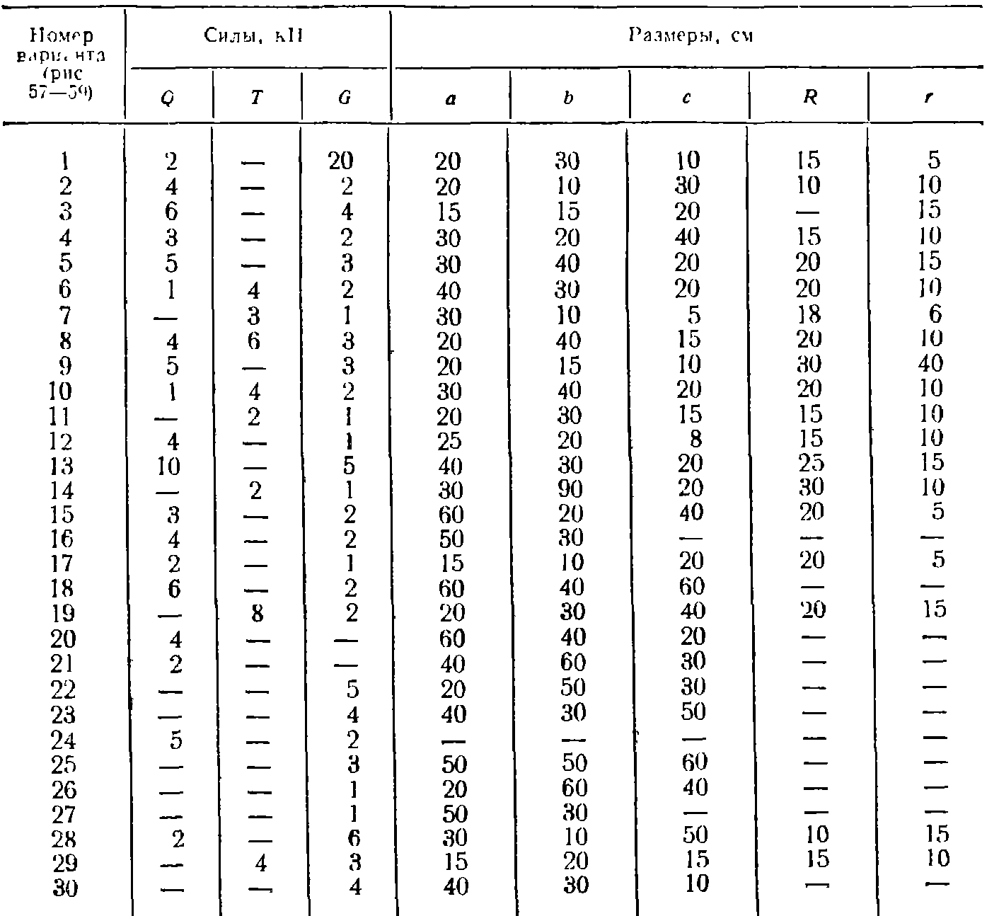 Номер Силы, кН Размеры, см
варианта
(рис
57—59) Q T G a b c R r
1 2 — 20 20 30 10 15 5
2 4 — 2 20 10 30 10 10
3 6 — 4 15 15 20 — 15
4 3 — 2 30 20 40 15 10
5 5 — 3 30 40 20 20 15
6 1 4 2 40 30 20 20 10
7 — 3 1 30 10 5 18 6
8 4 6 3 20 40 15 20 10
9 5 — 3 20 15 10 30 40
10 1 4 2 30 40 20 20 10
11 — 2 1 20 30 15 15 10
12 4 — 1 25 20 8 15 10
13 10 — 5 40 30 20 25 15
14 — 2 1 30 90 20 30 10
15 3 — 2 60 20 40 20 5
16 4 — 2 50 30 — — —
17 2 — 1 15 10 20 20 5
18 6 — 2 60 40 60 — —
19 — 8 2 20 30 40 20 15
20 4 — — 60 40 20 — —
21 2 — — 40 60 30 — —
22 — — 5 20 50 30 — —
23 — — 4 40 30 50 — —
24 5 — 2 — — — — —
25 — — 3 50 50 60 — —
26 — — 1 20 60 40 — —
27 — — 1 50 30 — — —
28 2 — 6 30 10 50 10 15
29 — 4 3 15 20 15 15 10
30 — — 4 40 30 10 — —